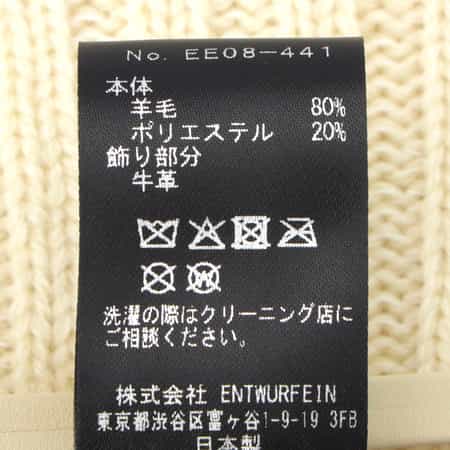 No. EE08-441
本体
羊毛 80%
ポリエステル 20%
飾り部分
牛革
洗濯の際はクリーニング店に
ご相談ください。
株式会社 ENTWURFEIN
東京都渋谷区富ヶ谷1-9-19 3FB
日本製